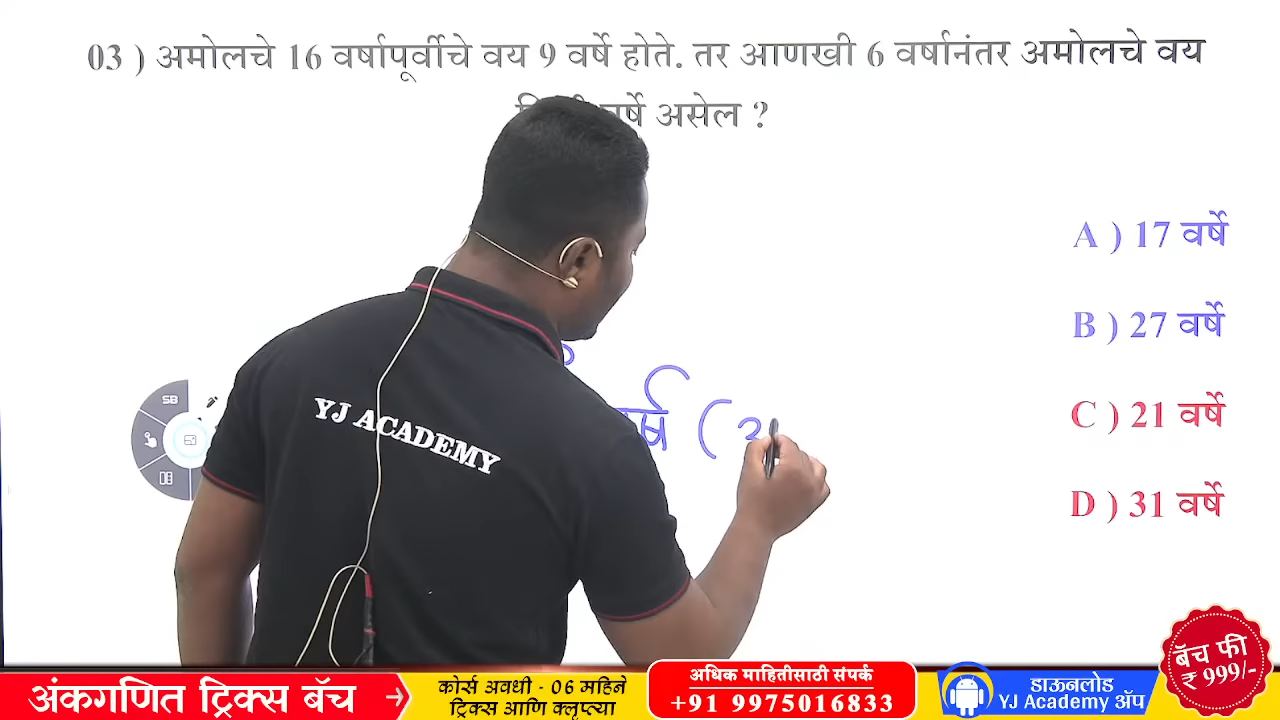 03 ) अमोलचे 16 वर्षापूर्वीचे वय 9 वर्षे होते. तर आणखी 6 वर्षानंतर अमोलचे वय
वर्षे असेल ?
A ) 17 वर्षे
B ) 27 वर्षे
C ) 21 वर्षे
D ) 31 वर्षे
SB
वर्ष (
YJ ACADEMY
बॅच फी
₹ 999/-
अंकगणित ट्रिक्स बॅच
कोर्स अवधी - 06 महिने
ट्रिक्स आणि क्लृप्त्या
अधिक माहितीसाठी संपर्क
+91 9975016833
डाऊनलोड
YJ Academy ॲप